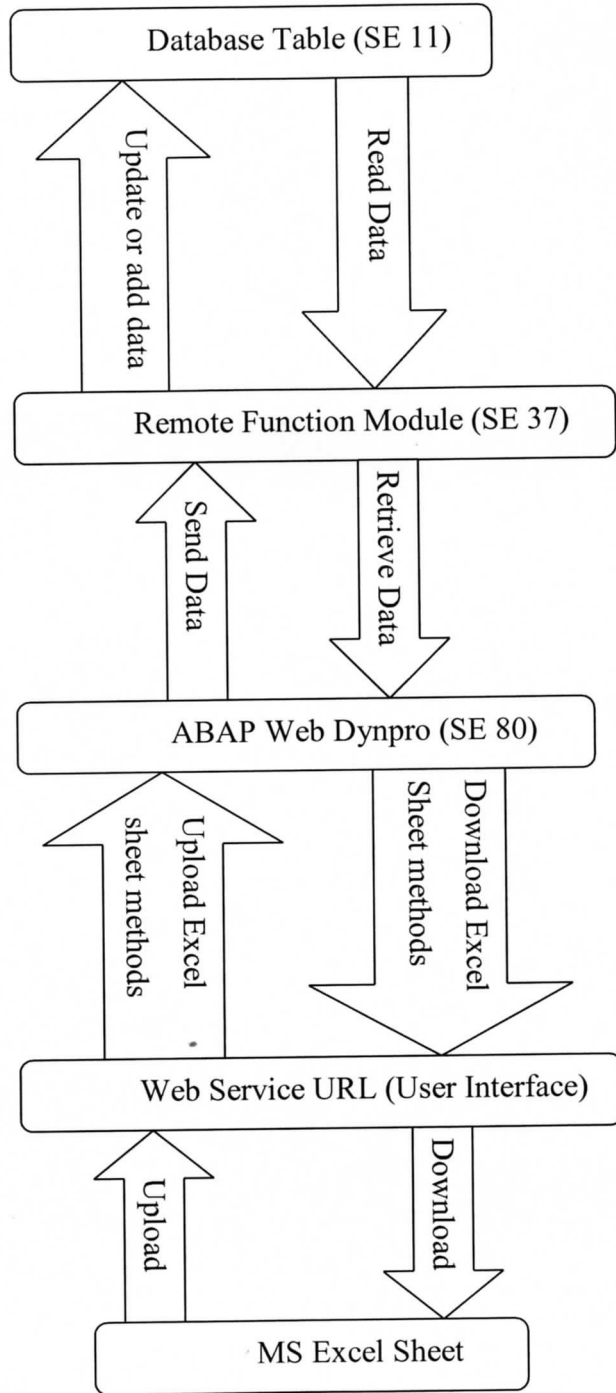 Database Table (SE 11)
Update or add data
Read Data
Remote Function Module (SE 37)
Send Data
Retrieve Data
ABAP Web Dynpro (SE 80)
Upload Excel
sheet methods
Download Excel
Sheet methods
Web Service URL (User Interface)
Upload
Download
MS Excel Sheet